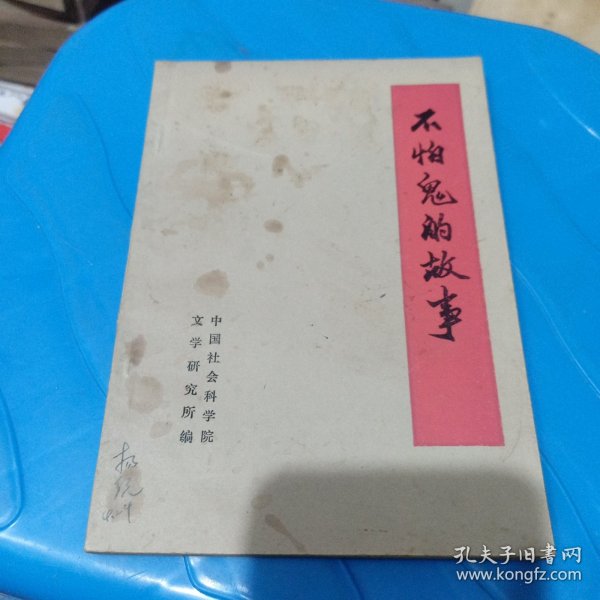 不怕鬼的故事
中国社会科学院
文学研究所编
孔夫子旧书网
www.kongfz.com